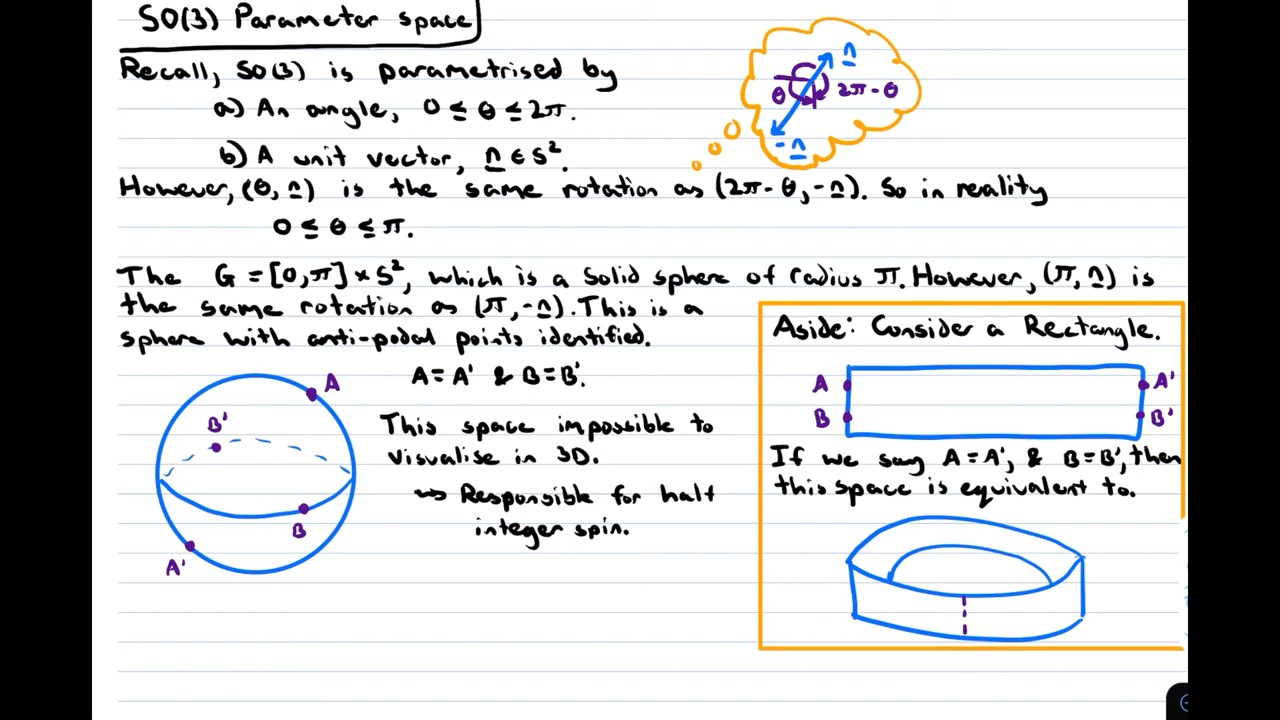 SO(3) Parameter space
Recall, SO(3) is parametrised by
a) An angle, 0 ≤ θ ≤ 2π.
b) A unit vector, n ∈ S².
n
θ
2π - θ
-n
However, (θ, n) is the same rotation as (2π - θ, -n). So in reality
0 ≤ θ ≤ π.
The G = [0,π] × S², which is a solid sphere of radius π. However, (π, n) is
the same rotation as (π, -n). This is a
sphere with anti-podal points identified.
A = A' & B = B'.
A
B'
B
A'
This space impossible to
visualise in 3D.
↪ Responsible for half
integer spin.
Aside: Consider a Rectangle.
A
A'
B
B'
If we say A = A', & B = B', then
this space is equivalent to.